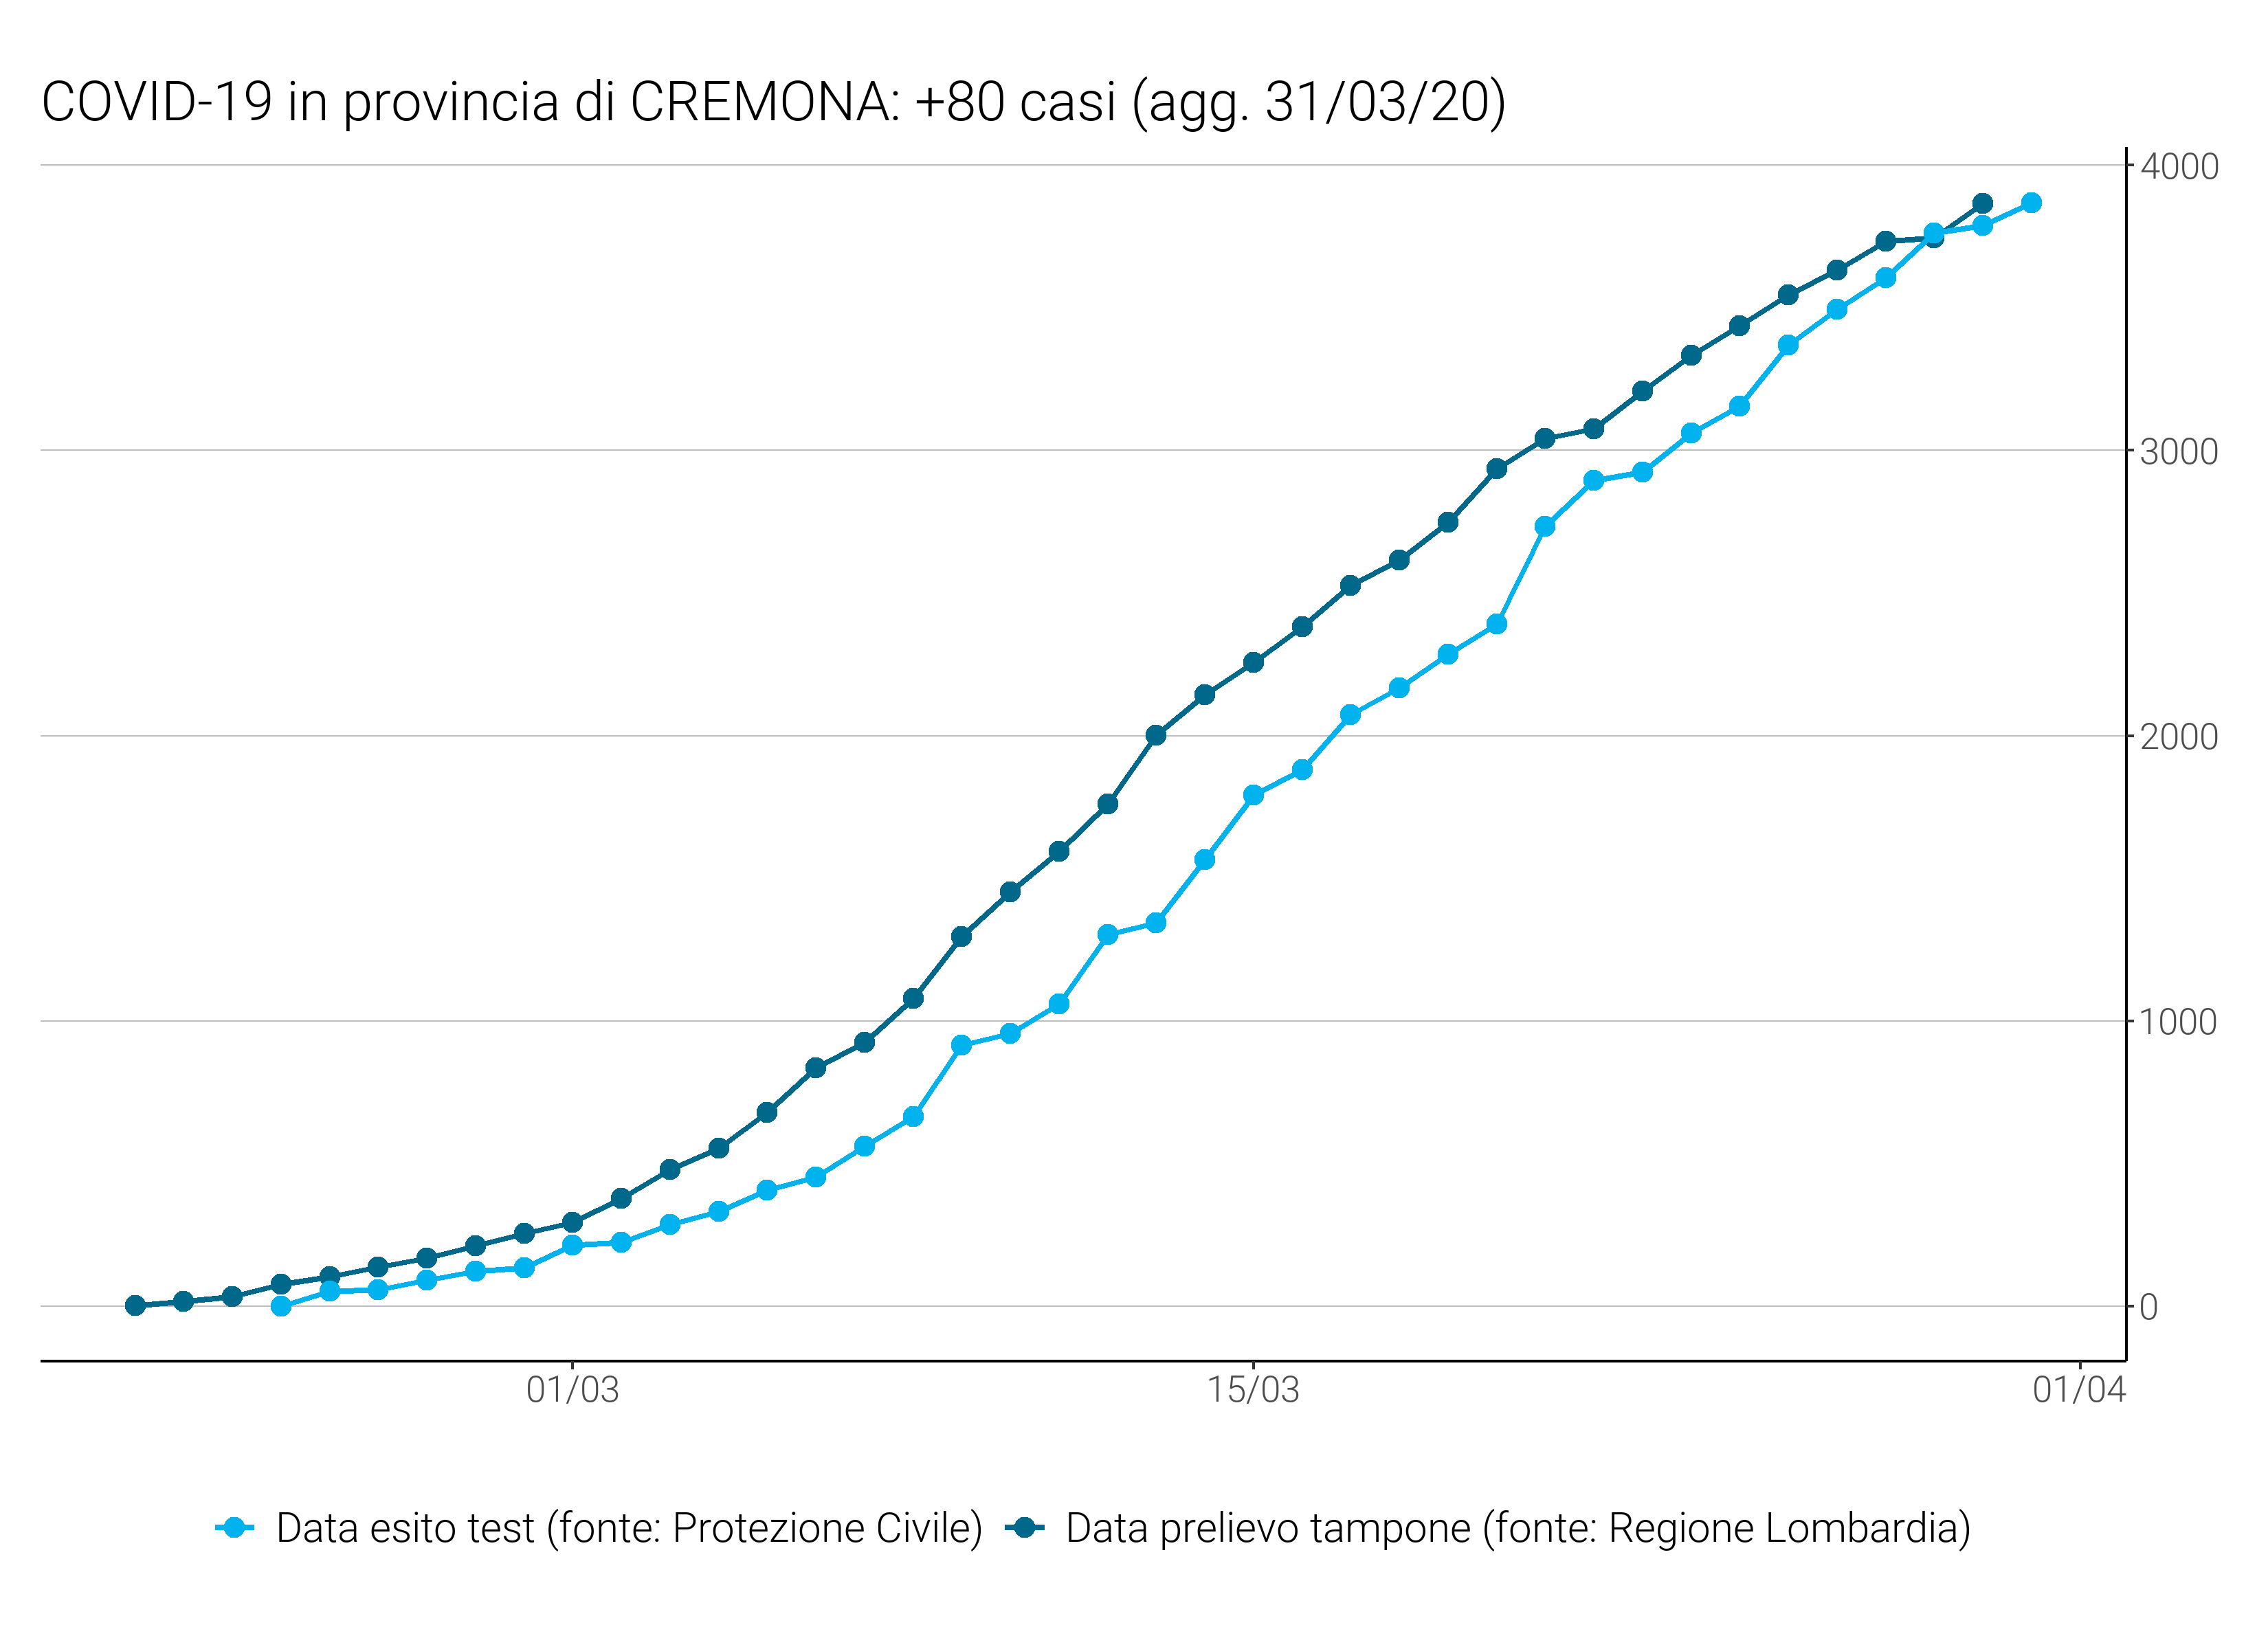 COVID-19 in provincia di CREMONA: +80 casi (agg. 31/03/20)
4000
3000
2000
1000
0
01/03 15/03 01/04
Data esito test (fonte: Protezione Civile) Data prelievo tampone (fonte: Regione Lombardia)